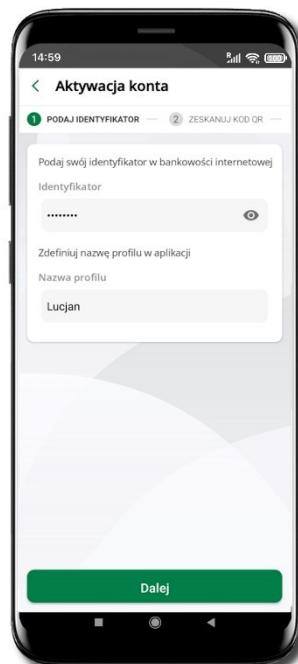 14:59
Aktywacja konta
1 PODAJ IDENTYFIKATOR
2 ZESKANUJ KOD QR
Podaj swój identyfikator w bankowości internetowej
Identyfikator
••••••••
Zdefiniuj nazwę profilu w aplikacji
Nazwa profilu
Lucjan
Dalej